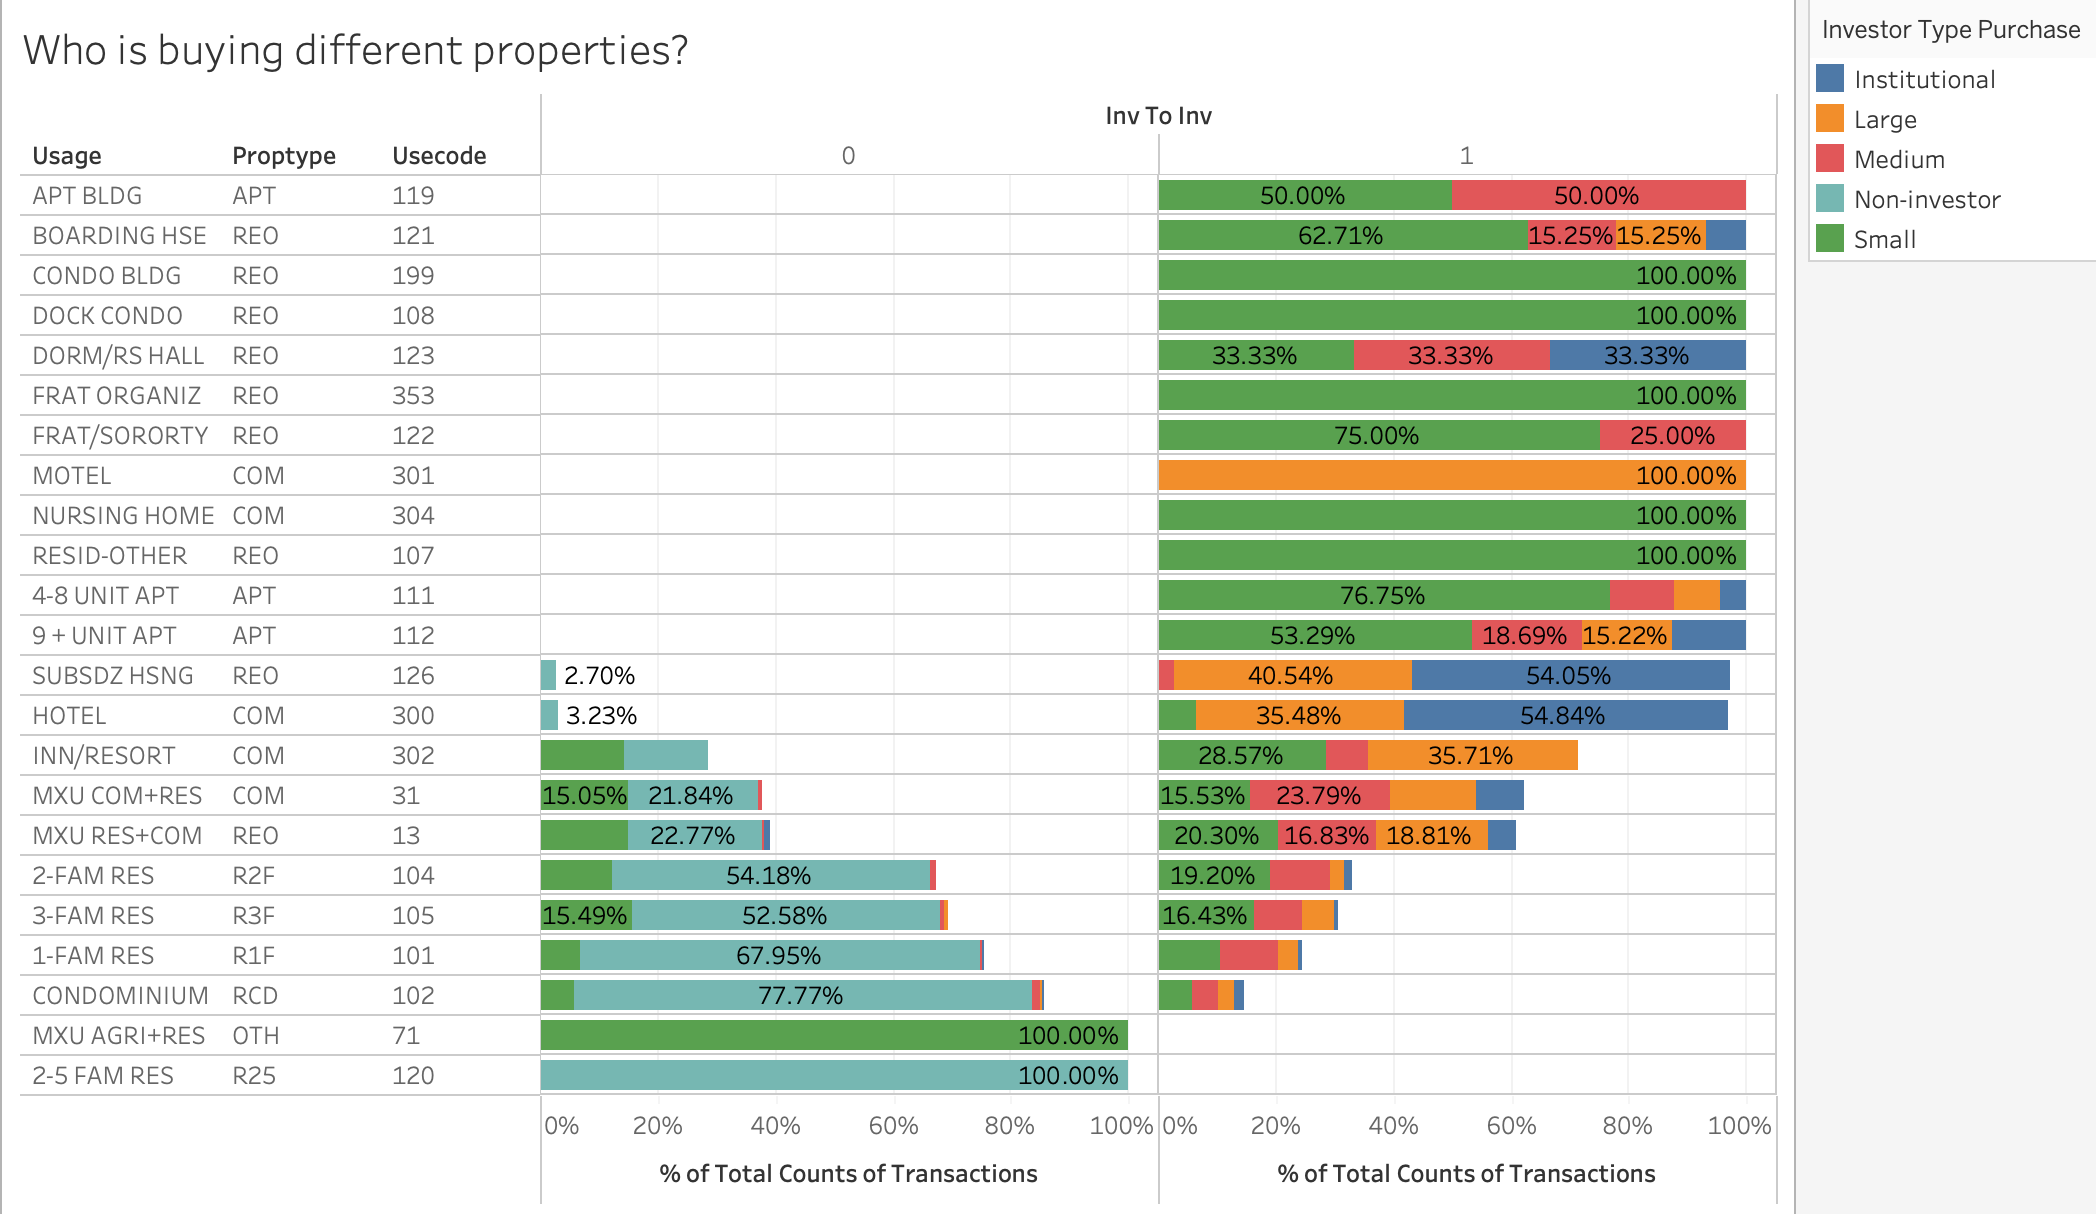 Who is buying different properties?
Investor Type Purchase
Institutional
Large
Medium
Non-investor
Small
Inv To Inv
Usage Proptype Usecode 0 1
APT BLDG APT 119 50.00% 50.00%
BOARDING HSE REO 121 62.71% 15.25% 15.25%
CONDO BLDG REO 199 100.00%
DOCK CONDO REO 108 100.00%
DORM/RS HALL REO 123 33.33% 33.33% 33.33%
FRAT ORGANIZ REO 353 100.00%
FRAT/SORORTY REO 122 75.00% 25.00%
MOTEL COM 301 100.00%
NURSING HOME COM 304 100.00%
RESID-OTHER REO 107 100.00%
4-8 UNIT APT APT 111 76.75%
9 + UNIT APT APT 112 53.29% 18.69% 15.22%
SUBSDZ HSNG REO 126 2.70% 40.54% 54.05%
HOTEL COM 300 3.23% 35.48% 54.84%
INN/RESORT COM 302 28.57% 35.71%
MXU COM+RES COM 31 15.05% 21.84% 15.53% 23.79%
MXU RES+COM REO 13 22.77% 20.30% 16.83% 18.81%
2-FAM RES R2F 104 54.18% 19.20%
3-FAM RES R3F 105 15.49% 52.58% 16.43%
1-FAM RES R1F 101 67.95%
CONDOMINIUM RCD 102 77.77%
MXU AGRI+RES OTH 71 100.00%
2-5 FAM RES R25 120 100.00%
0% 20% 40% 60% 80% 100% 0% 20% 40% 60% 80% 100%
% of Total Counts of Transactions % of Total Counts of Transactions